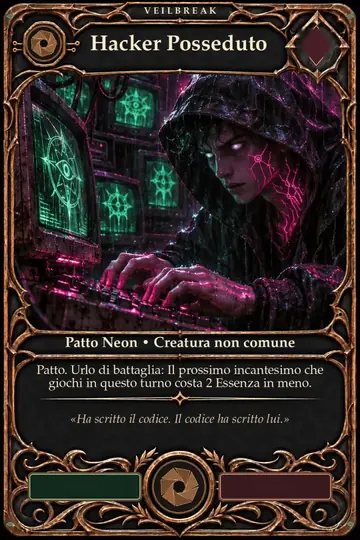 VEILBREAK
Hacker Posseduto
Patto Neon • Creatura non comune
Patto. Urlo di battaglia: Il prossimo incantesimo che
giochi in questo turno costa 2 Essenza in meno.
«Ha scritto il codice. Il codice ha scritto lui.»